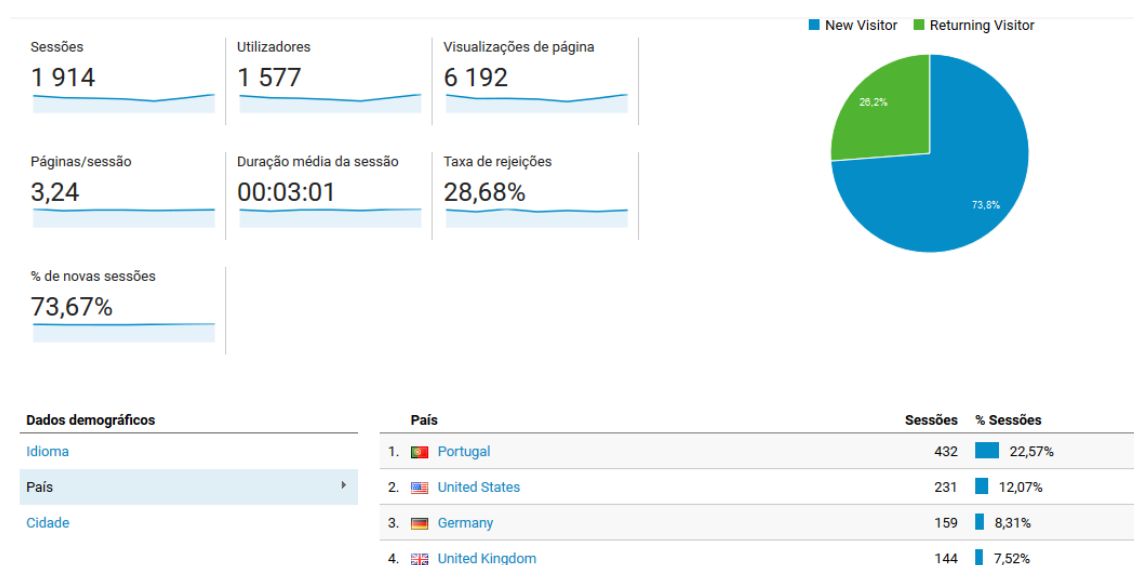 New Visitor Returning Visitor
Sessões Utilizadores Visualizações de página
1 914 1 577 6 192
26,2%
73,8%
Páginas/sessão Duração média da sessão Taxa de rejeições
3,24 00:03:01 28,68%
% de novas sessões
73,67%
Dados demográficos
Idioma
País
Cidade
País Sessões % Sessões
1. Portugal 432 22,57%
2. United States 231 12,07%
3. Germany 159 8,31%
4. United Kingdom 144 7,52%